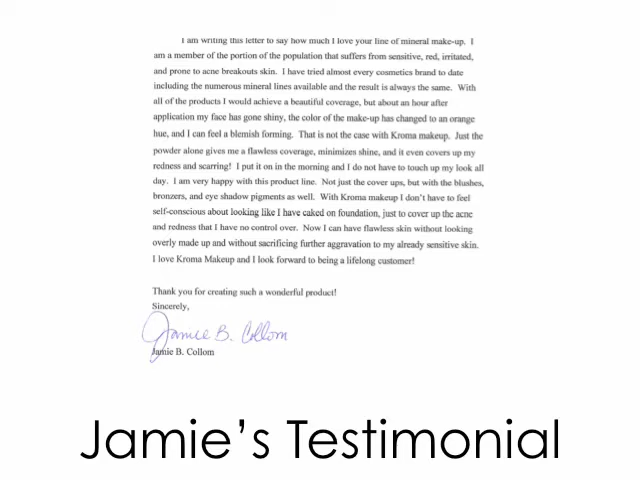 I am writing this letter to say how much I love your line of mineral make-up. I
am a member of the portion of the population that suffers from sensitive, red, irritated,
and prone to acne breakouts skin. I have tried almost every cosmetics brand to date
including the numerous mineral lines available and the result is always the same. With
all of the products I would achieve a beautiful coverage, but about an hour after
application my face has gone shiny, the color of the make-up has changed to an orange
hue, and I can feel a blemish forming. That is not the case with Kroma makeup. Just the
powder alone gives me a flawless coverage, minimizes shine, and it even covers up my
redness and scarring! I put it on in the morning and I do not have to touch up my look all
day. I am very happy with this product line. Not just the cover ups, but with the blushes,
bronzers, and eye shadow pigments as well. With Kroma makeup I don't have to feel
self-conscious about looking like I have caked on foundation, just to cover up the acne
and redness that I have no control over. Now I can have flawless skin without looking
overly made up and without sacrificing further aggravation to my already sensitive skin.
I love Kroma Makeup and I look forward to being a lifelong customer!
Thank you for creating such a wonderful product!
Sincerely,
Jamie B. Collom
Jamie B. Collom
Jamie's Testimonial